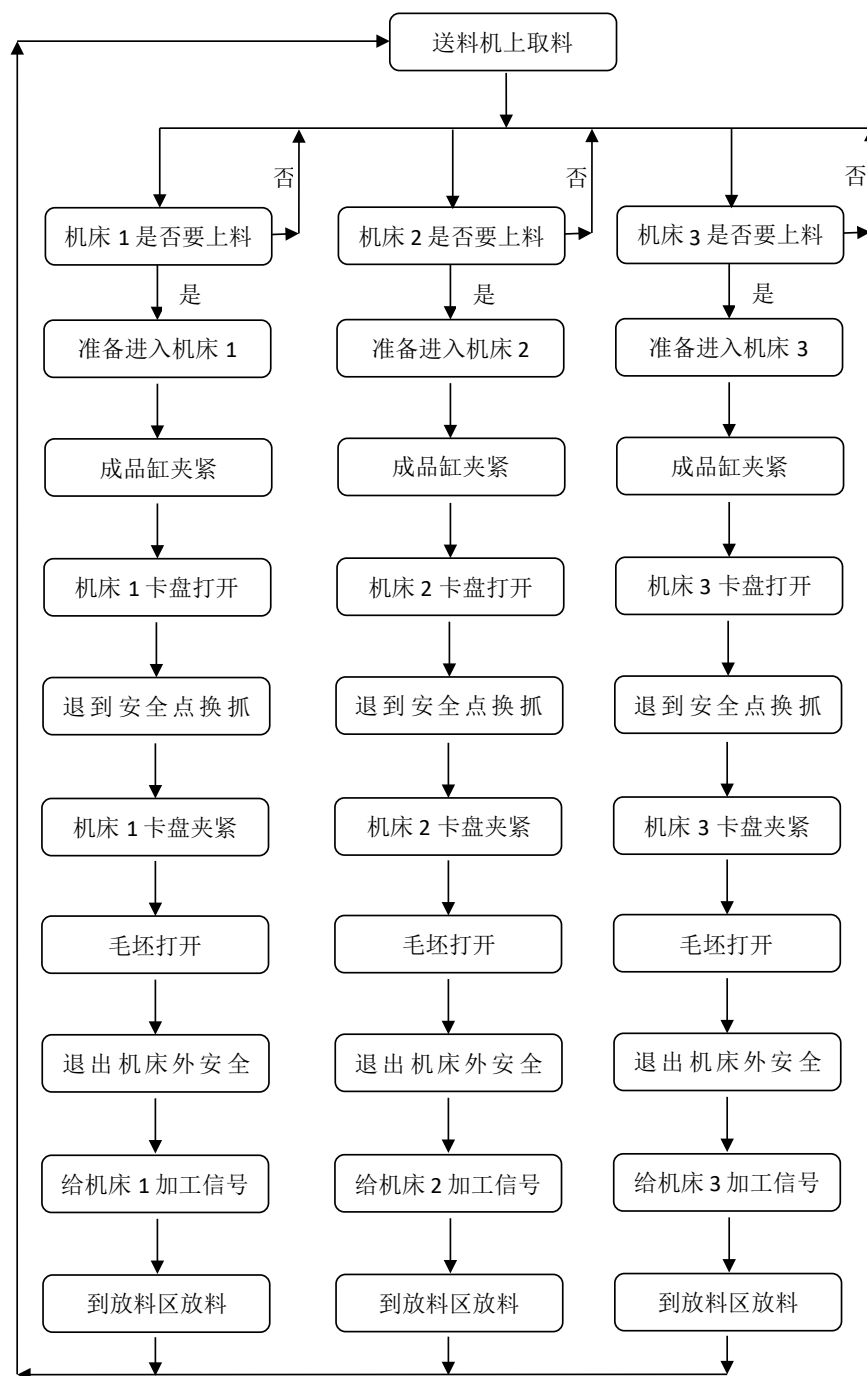 送料机上取料
否 否 否
机床 1 是否要上料 机床 2 是否要上料 机床 3 是否要上料
是 是 是
准备进入机床 1 准备进入机床 2 准备进入机床 3
成品缸夹紧 成品缸夹紧 成品缸夹紧
机床 1 卡盘打开 机床 2 卡盘打开 机床 3 卡盘打开
退到安全点换抓 退到安全点换抓 退到安全点换抓
机床 1 卡盘夹紧 机床 2 卡盘夹紧 机床 3 卡盘夹紧
毛坯打开 毛坯打开 毛坯打开
退出机床外安全 退出机床外安全 退出机床外安全
给机床 1 加工信号 给机床 2 加工信号 给机床 3 加工信号
到放料区放料 到放料区放料 到放料区放料